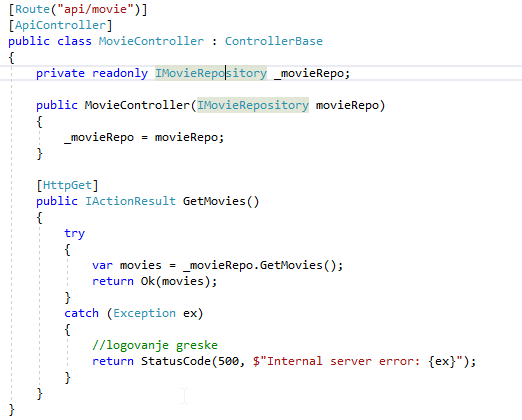 [Route("api/movie")]
[ApiController]
public class MovieController : ControllerBase
{
    private readonly IMovieRepository _movieRepo;

    public MovieController(IMovieRepository movieRepo)
    {
        _movieRepo = movieRepo;
    }

    [HttpGet]
    public IActionResult GetMovies()
    {
        try
        {
            var movies = _movieRepo.GetMovies();
            return Ok(movies);
        }
        catch (Exception ex)
        {
            //logovanje greske
            return StatusCode(500, $"Internal server error: {ex}");
        }
    }
}